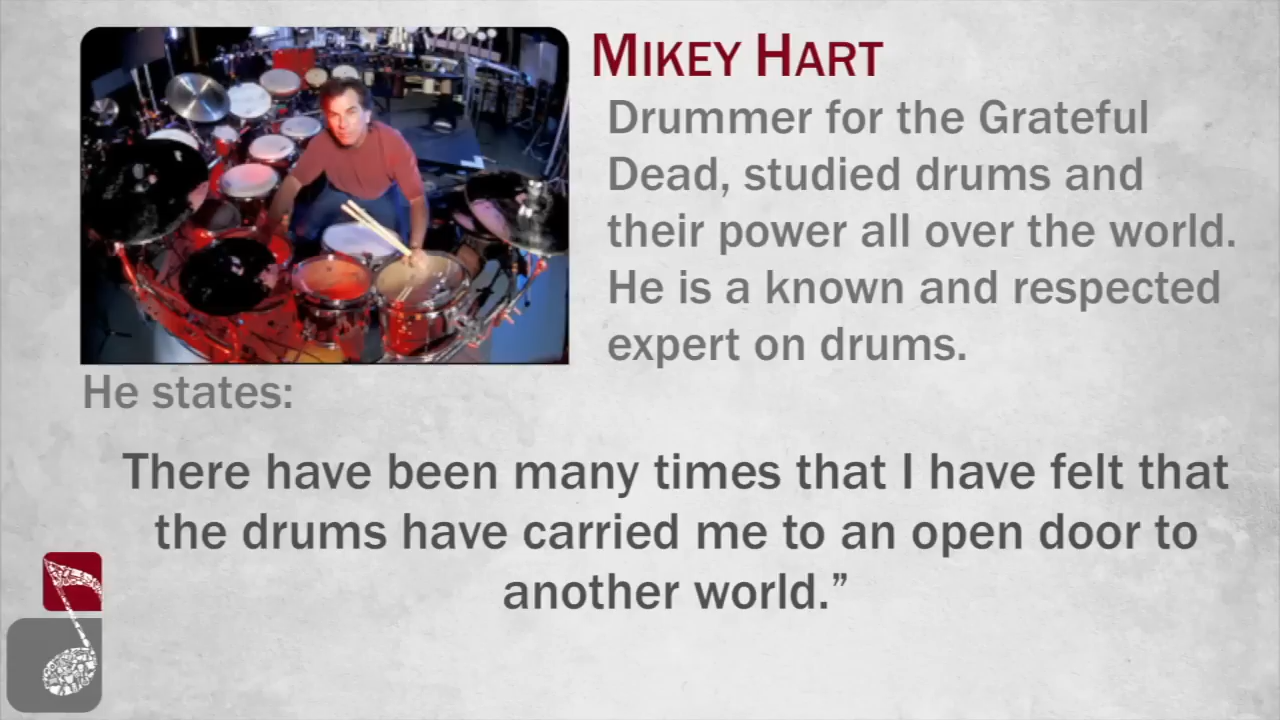 MIKEY HART
Drummer for the Grateful
Dead, studied drums and
their power all over the world.
He is a known and respected
expert on drums.
He states:
There have been many times that I have felt that
the drums have carried me to an open door to
another world.”